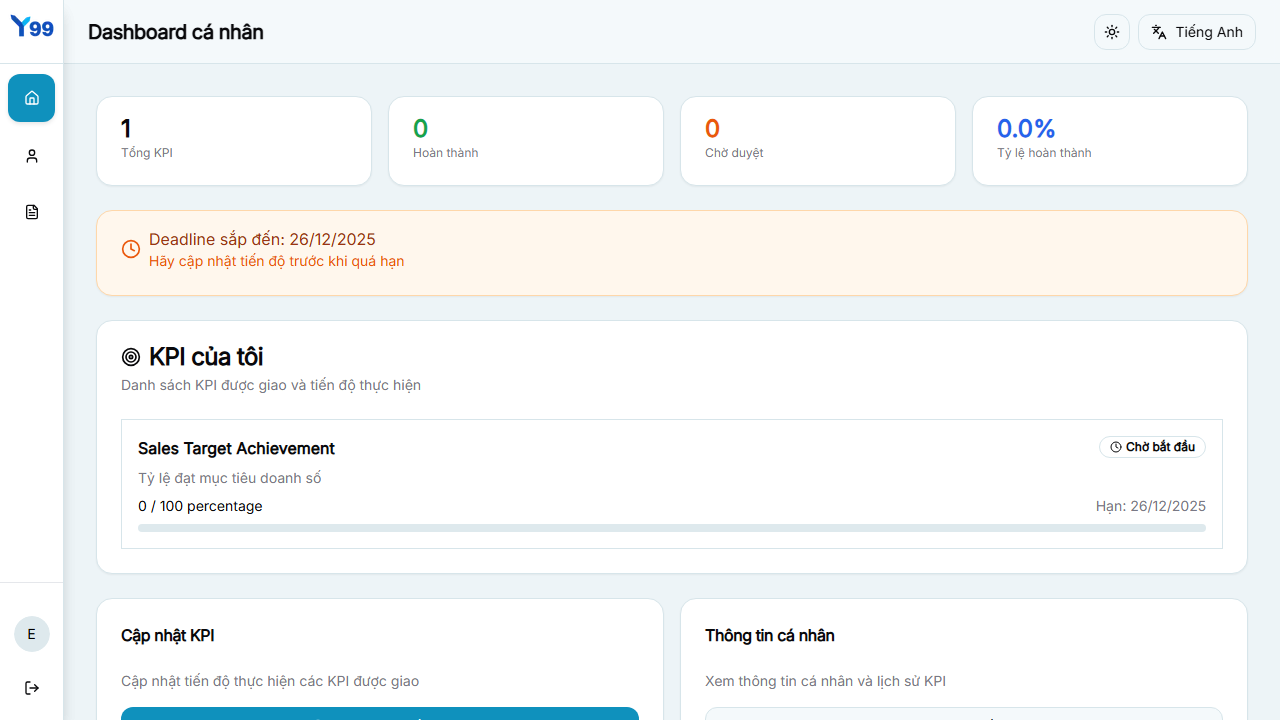 Y99
Dashboard cá nhân
Tiếng Anh
1
Tổng KPI
0
Hoàn thành
0
Chờ duyệt
0.0%
Tỷ lệ hoàn thành
Deadline sắp đến: 26/12/2025
Hãy cập nhật tiến độ trước khi quá hạn
KPI của tôi
Danh sách KPI được giao và tiến độ thực hiện
Sales Target Achievement
Chờ bắt đầu
Tỷ lệ đạt mục tiêu doanh số
0 / 100 percentage
Hạn: 26/12/2025
Cập nhật KPI
Cập nhật tiến độ thực hiện các KPI được giao
Thông tin cá nhân
Xem thông tin cá nhân và lịch sử KPI
E